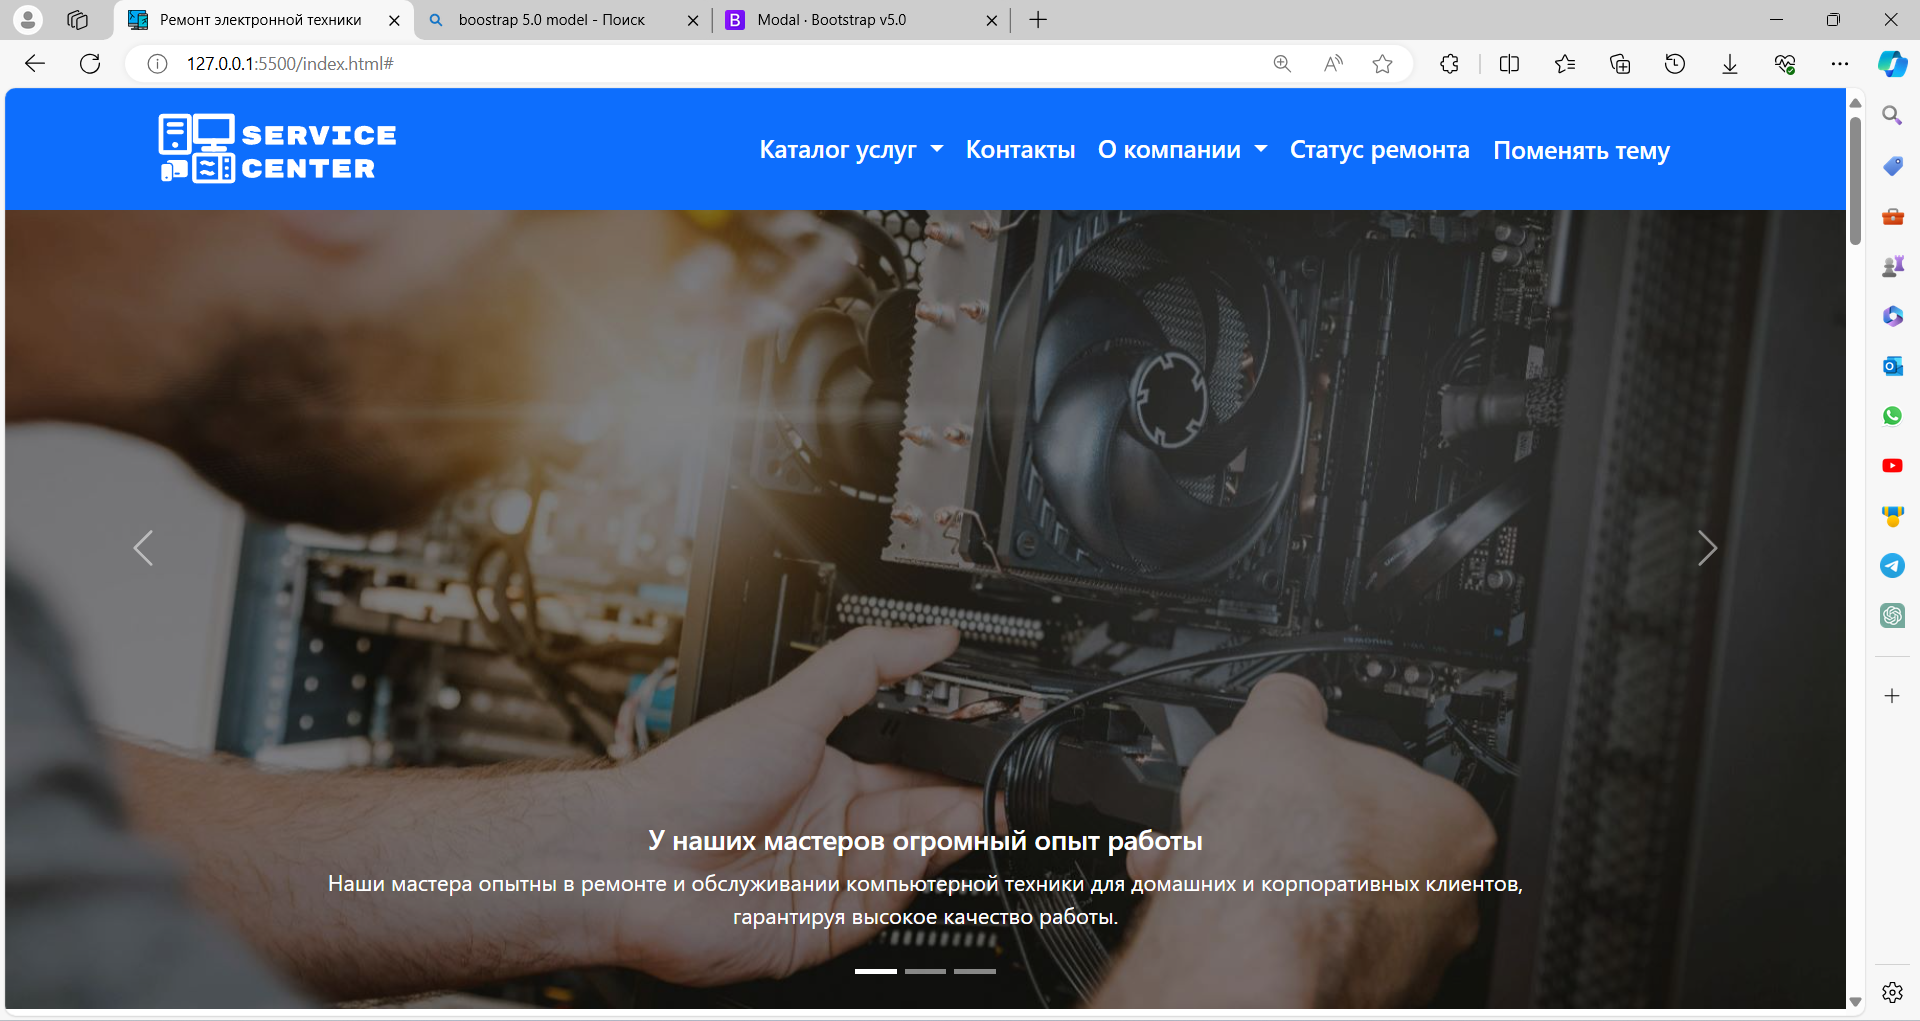 Ремонт электронной техники
boostrap 5.0 model - Поиск
Modal · Bootstrap v5.0
127.0.0.1:5500/index.html#
SERVICE
CENTER
Каталог услуг
Контакты
О компании
Статус ремонта
Поменять тему
У наших мастеров огромный опыт работы
Наши мастера опытны в ремонте и обслуживании компьютерной техники для домашних и корпоративных клиентов,
гарантируя высокое качество работы.